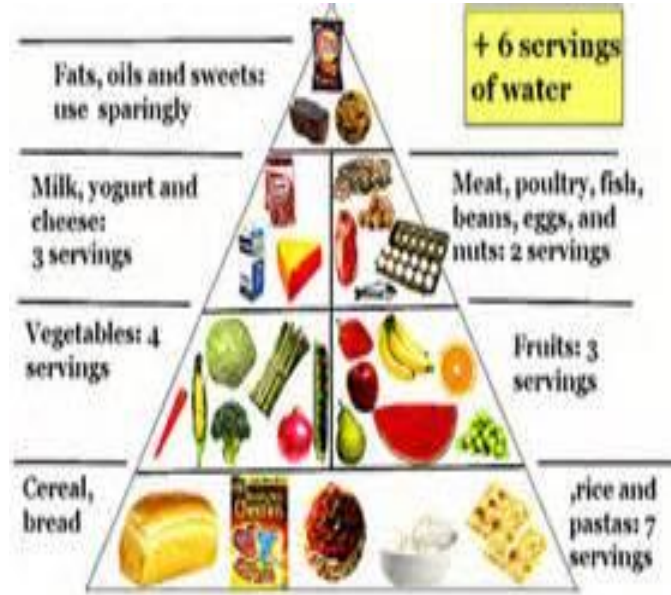 + 6 servings
of water
Fats, oils and sweets:
use sparingly
Milk, yogurt and
cheese:
3 servings
Meat, poultry, fish,
beans, eggs, and
nuts: 2 servings
Vegetables: 4
servings
Fruits: 3
servings
Cereal,
bread
,rice and
pastas: 7
servings